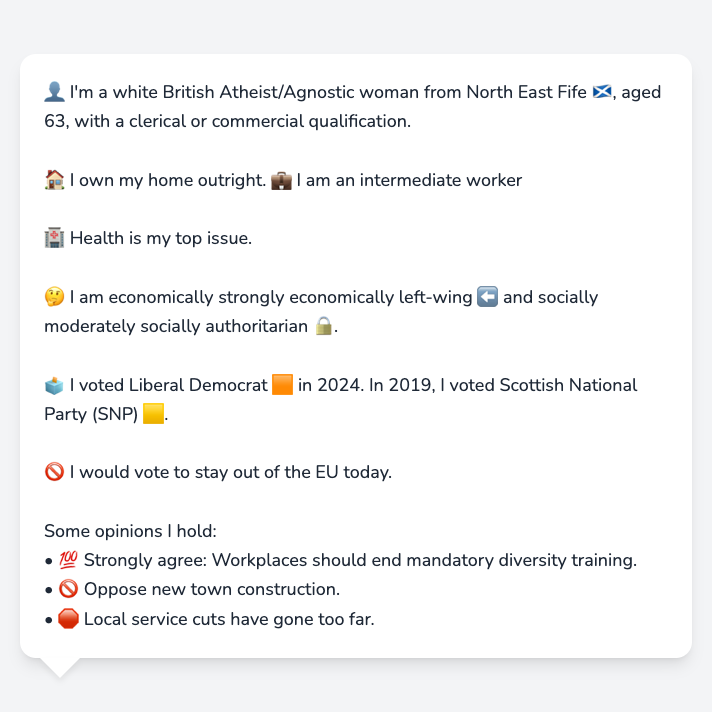 👤 I'm a white British Atheist/Agnostic woman from North East Fife 🏴󠁧󠁢󠁳󠁣󠁴󠁿, aged
63, with a clerical or commercial qualification.
🏠 I own my home outright. 💼 I am an intermediate worker
🏥 Health is my top issue.
🤔 I am economically strongly economically left-wing ⬅️ and socially
moderately socially authoritarian 🔒.
🗳️ I voted Liberal Democrat 🟧 in 2024. In 2019, I voted Scottish National
Party (SNP) 🟨.
🚫 I would vote to stay out of the EU today.
Some opinions I hold:
• 💯 Strongly agree: Workplaces should end mandatory diversity training.
• 🚫 Oppose new town construction.
• 🛑 Local service cuts have gone too far.